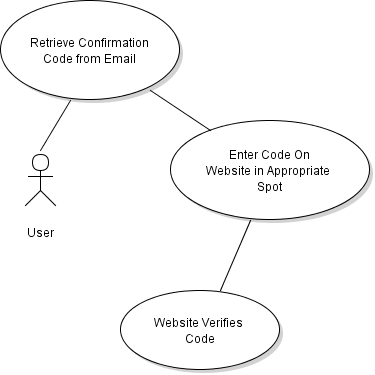 Retrieve Confirmation
Code from Email
Enter Code On
Website in Appropriate
Spot
User
Website Verifies
Code